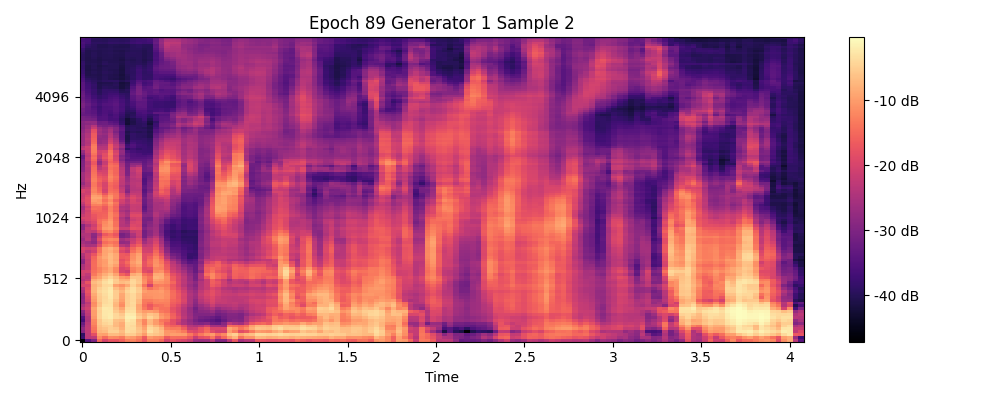 Epoch 89 Generator 1 Sample 2
Hz
4096
2048
1024
512
0
0 0.5 1 1.5 2 2.5 3 3.5 4
Time
-10 dB
-20 dB
-30 dB
-40 dB